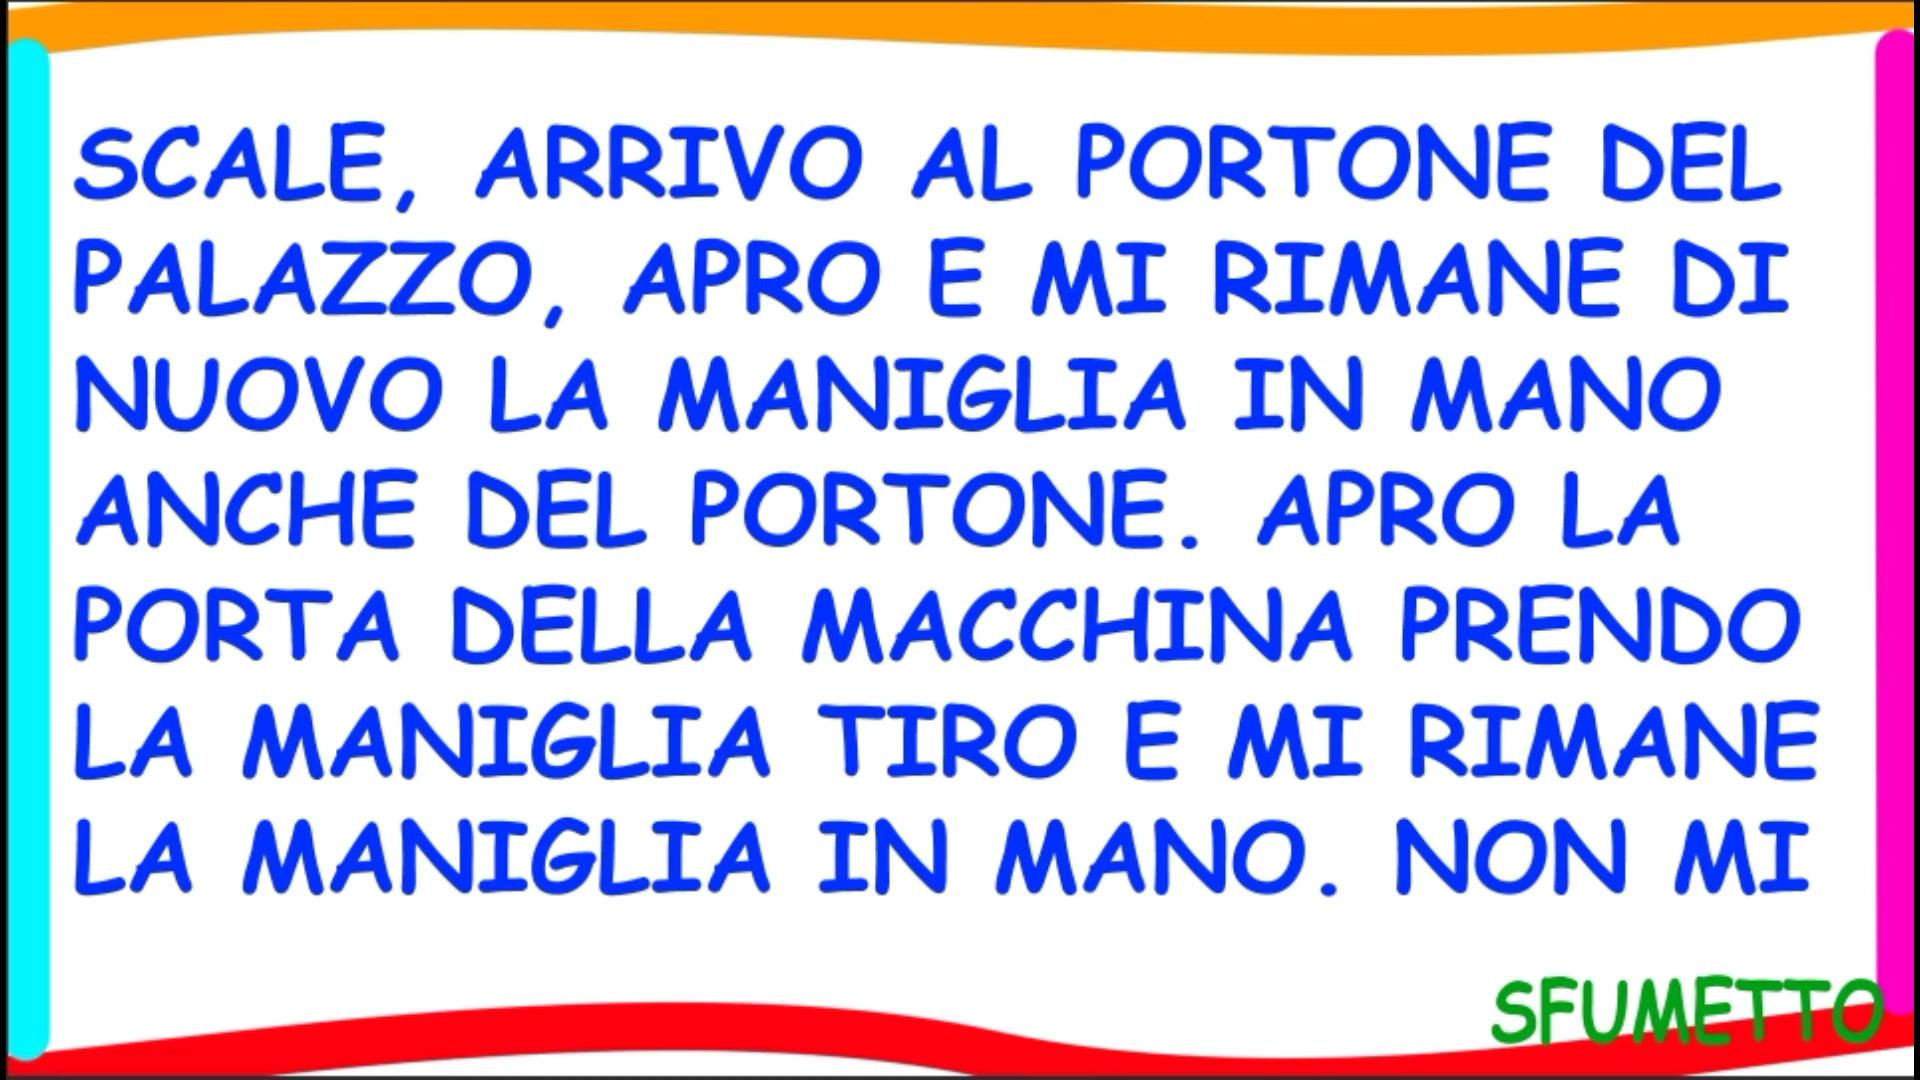 SCALE, ARRIVO AL PORTONE DEL
PALAZZO, APRO E MI RIMANE DI
NUOVO LA MANIGLIA IN MANO
ANCHE DEL PORTONE. APRO LA
PORTA DELLA MACCHINA PRENDO
LA MANIGLIA TIRO E MI RIMANE
LA MANIGLIA IN MANO. NON MI
SFUMETTO